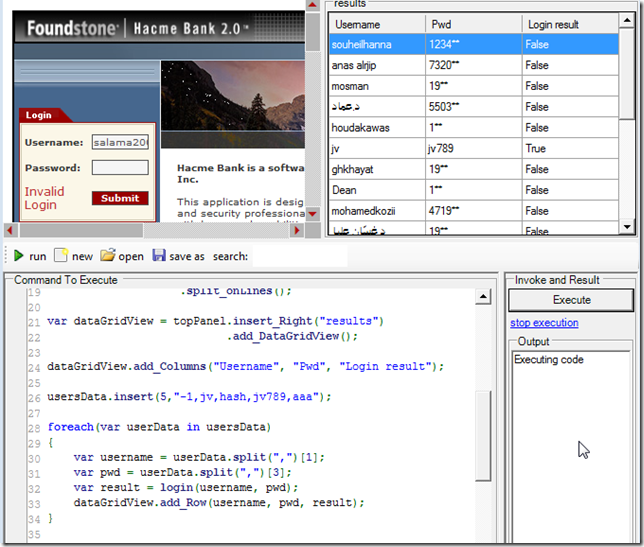 Foundstone | Hacme Bank 2.0™
Login
Username: salama200
Password:
Invalid Login
Submit
Hacme Bank is a softwa
Inc.
This application is desig
and security professiona
results
Username Pwd Login result
souheilhanna 1234** False
anas alrjip 7320** False
mosman 19** False
د.عماد 5503** False
houdakawas 1** False
jv jv789 True
ghkhayat 19** False
Dean 1** False
mohamedkozii 4719** False
د.غسان عليا 19** False
run new open save as search:
Command To Execute
19 .split_onLines();
20
21 var dataGridView = topPanel.insert_Right("results")
22 .add_DataGridView();
23
24 dataGridView.add_Columns("Username", "Pwd", "Login result");
25
26 usersData.insert(5,"-1,jv,hash,jv789,aaa");
27
28 foreach(var userData in usersData)
29 {
30 var username = userData.split(",")[1];
31 var pwd = userData.split(",")[3];
32 var result = login(username, pwd);
33 dataGridView.add_Row(username, pwd, result);
34 }
35
Invoke and Result
Execute
stop execution
Output
Executing code